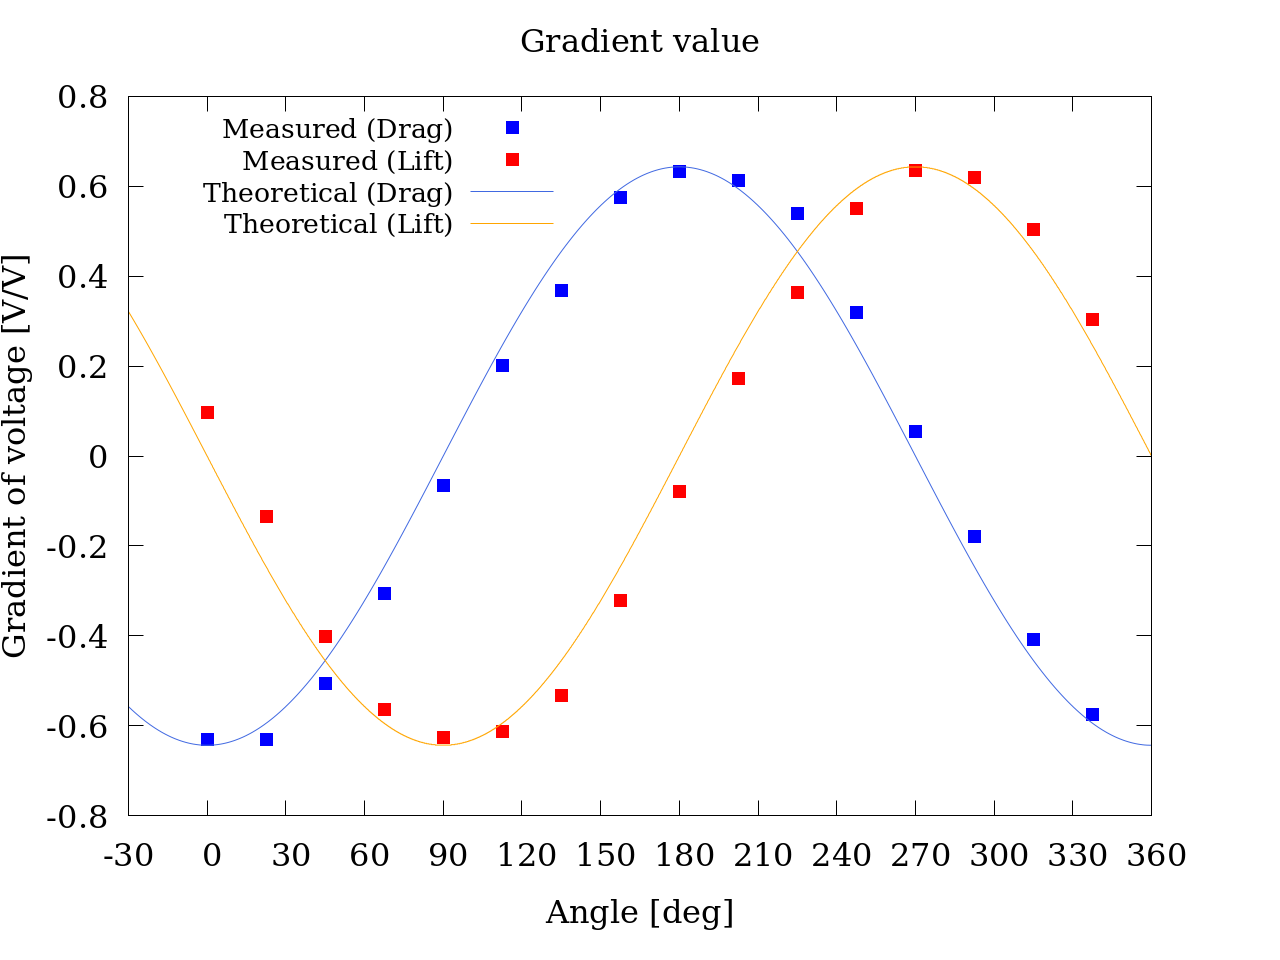 Gradient value
0.8
0.6
0.4
0.2
0
-0.2
-0.4
-0.6
-0.8
Gradient of voltage [V/V]
Measured (Drag)
Measured (Lift)
Theoretical (Drag)
Theoretical (Lift)
-30 0 30 60 90 120 150 180 210 240 270 300 330 360
Angle [deg]